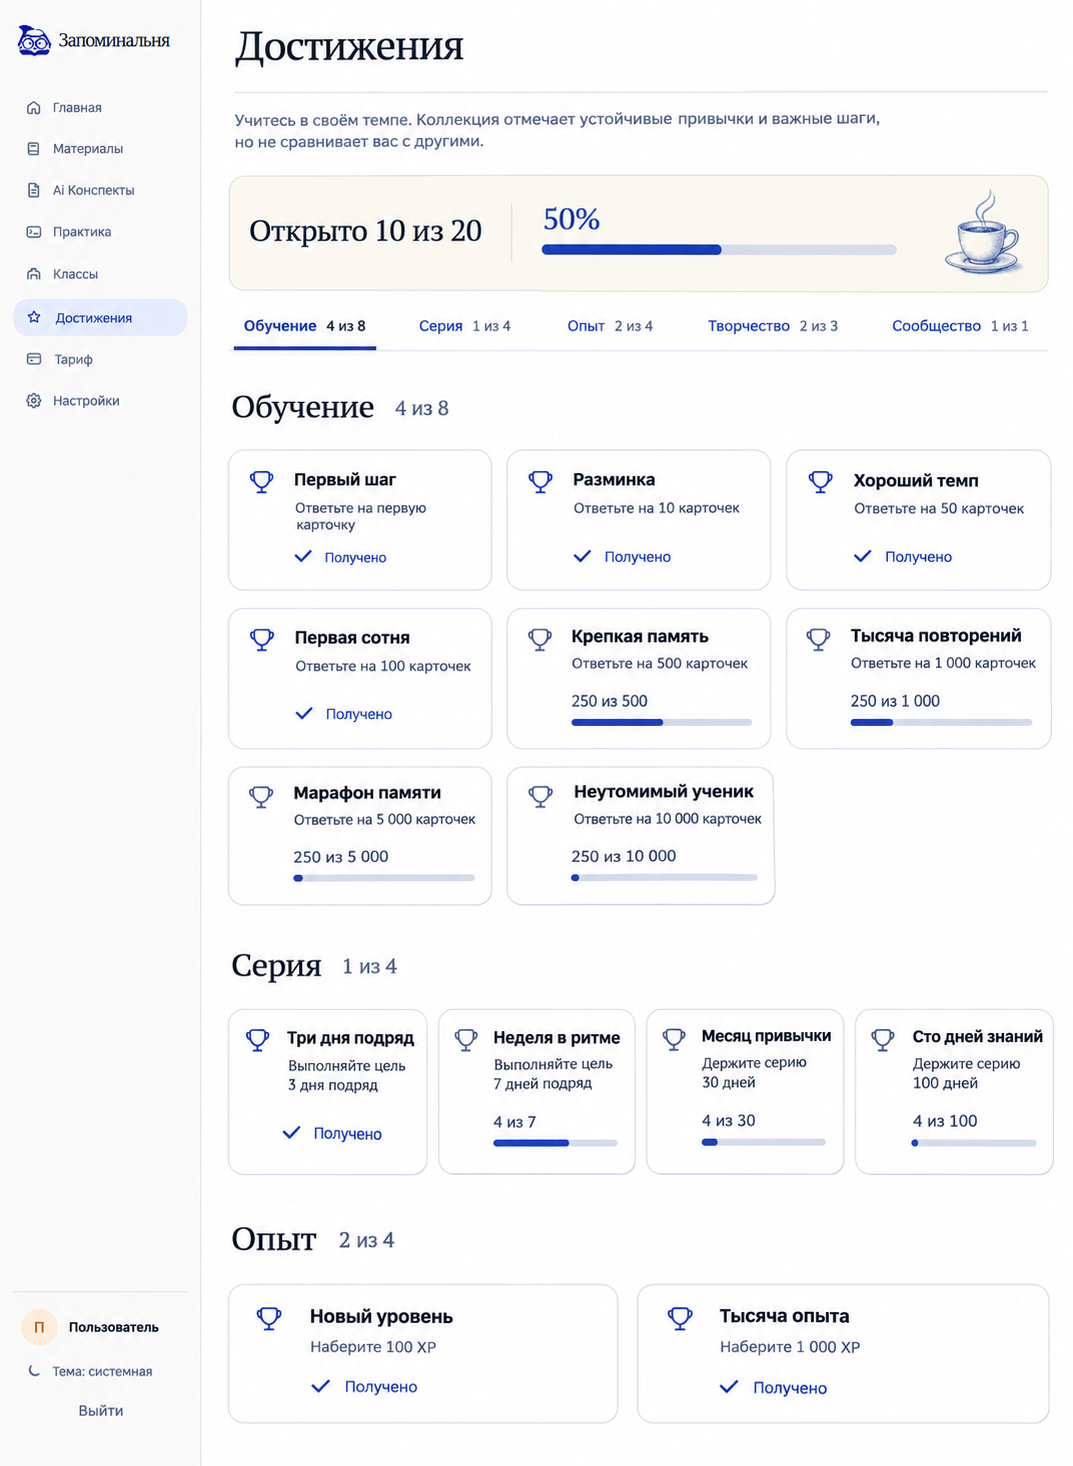 Запоминальня
Главная
Материалы
Ai Конспекты
Практика
Классы
Достижения
Тариф
Настройки
П
Пользователь
Тема: системная
Выйти
Достижения
Учитесь в своём темпе. Коллекция отмечает устойчивые привычки и важные шаги,
но не сравнивает вас с другими.
Открыто 10 из 20
50%
Обучение 4 из 8
Серия 1 из 4
Опыт 2 из 4
Творчество 2 из 3
Сообщество 1 из 1
Обучение 4 из 8
Первый шаг
Ответьте на первую
карточку
Получено
Разминка
Ответьте на 10 карточек
Получено
Хороший темп
Ответьте на 50 карточек
Получено
Первая сотня
Ответьте на 100 карточек
Получено
Крепкая память
Ответьте на 500 карточек
250 из 500
Тысяча повторений
Ответьте на 1 000 карточек
250 из 1 000
Марафон памяти
Ответьте на 5 000 карточек
250 из 5 000
Неутомимый ученик
Ответьте на 10 000 карточек
250 из 10 000
Серия 1 из 4
Три дня подряд
Выполняйте цель
3 дня подряд
Получено
Неделя в ритме
Выполняйте цель
7 дней подряд
4 из 7
Месяц привычки
Держите серию
30 дней
4 из 30
Сто дней знаний
Держите серию
100 дней
4 из 100
Опыт 2 из 4
Новый уровень
Наберите 100 XP
Получено
Тысяча опыта
Наберите 1 000 XP
Получено